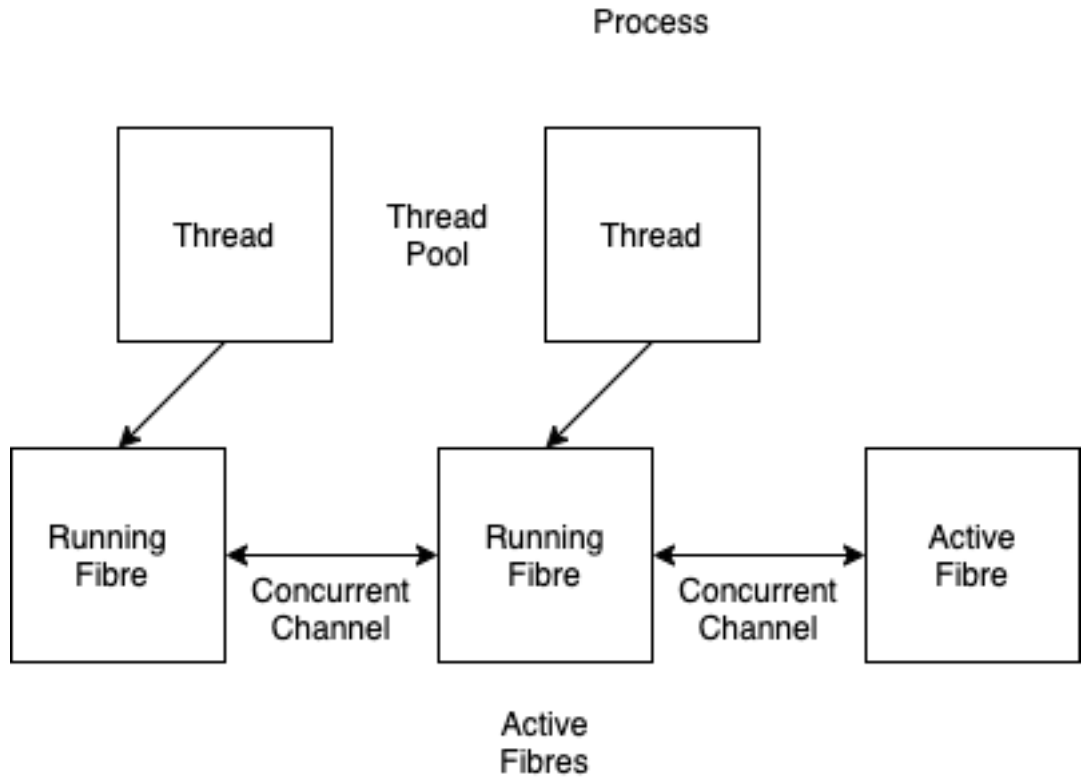 Process
Thread
Thread
Pool
Thread
Running
Fibre
Concurrent
Channel
Running
Fibre
Concurrent
Channel
Active
Fibre
Active
Fibres